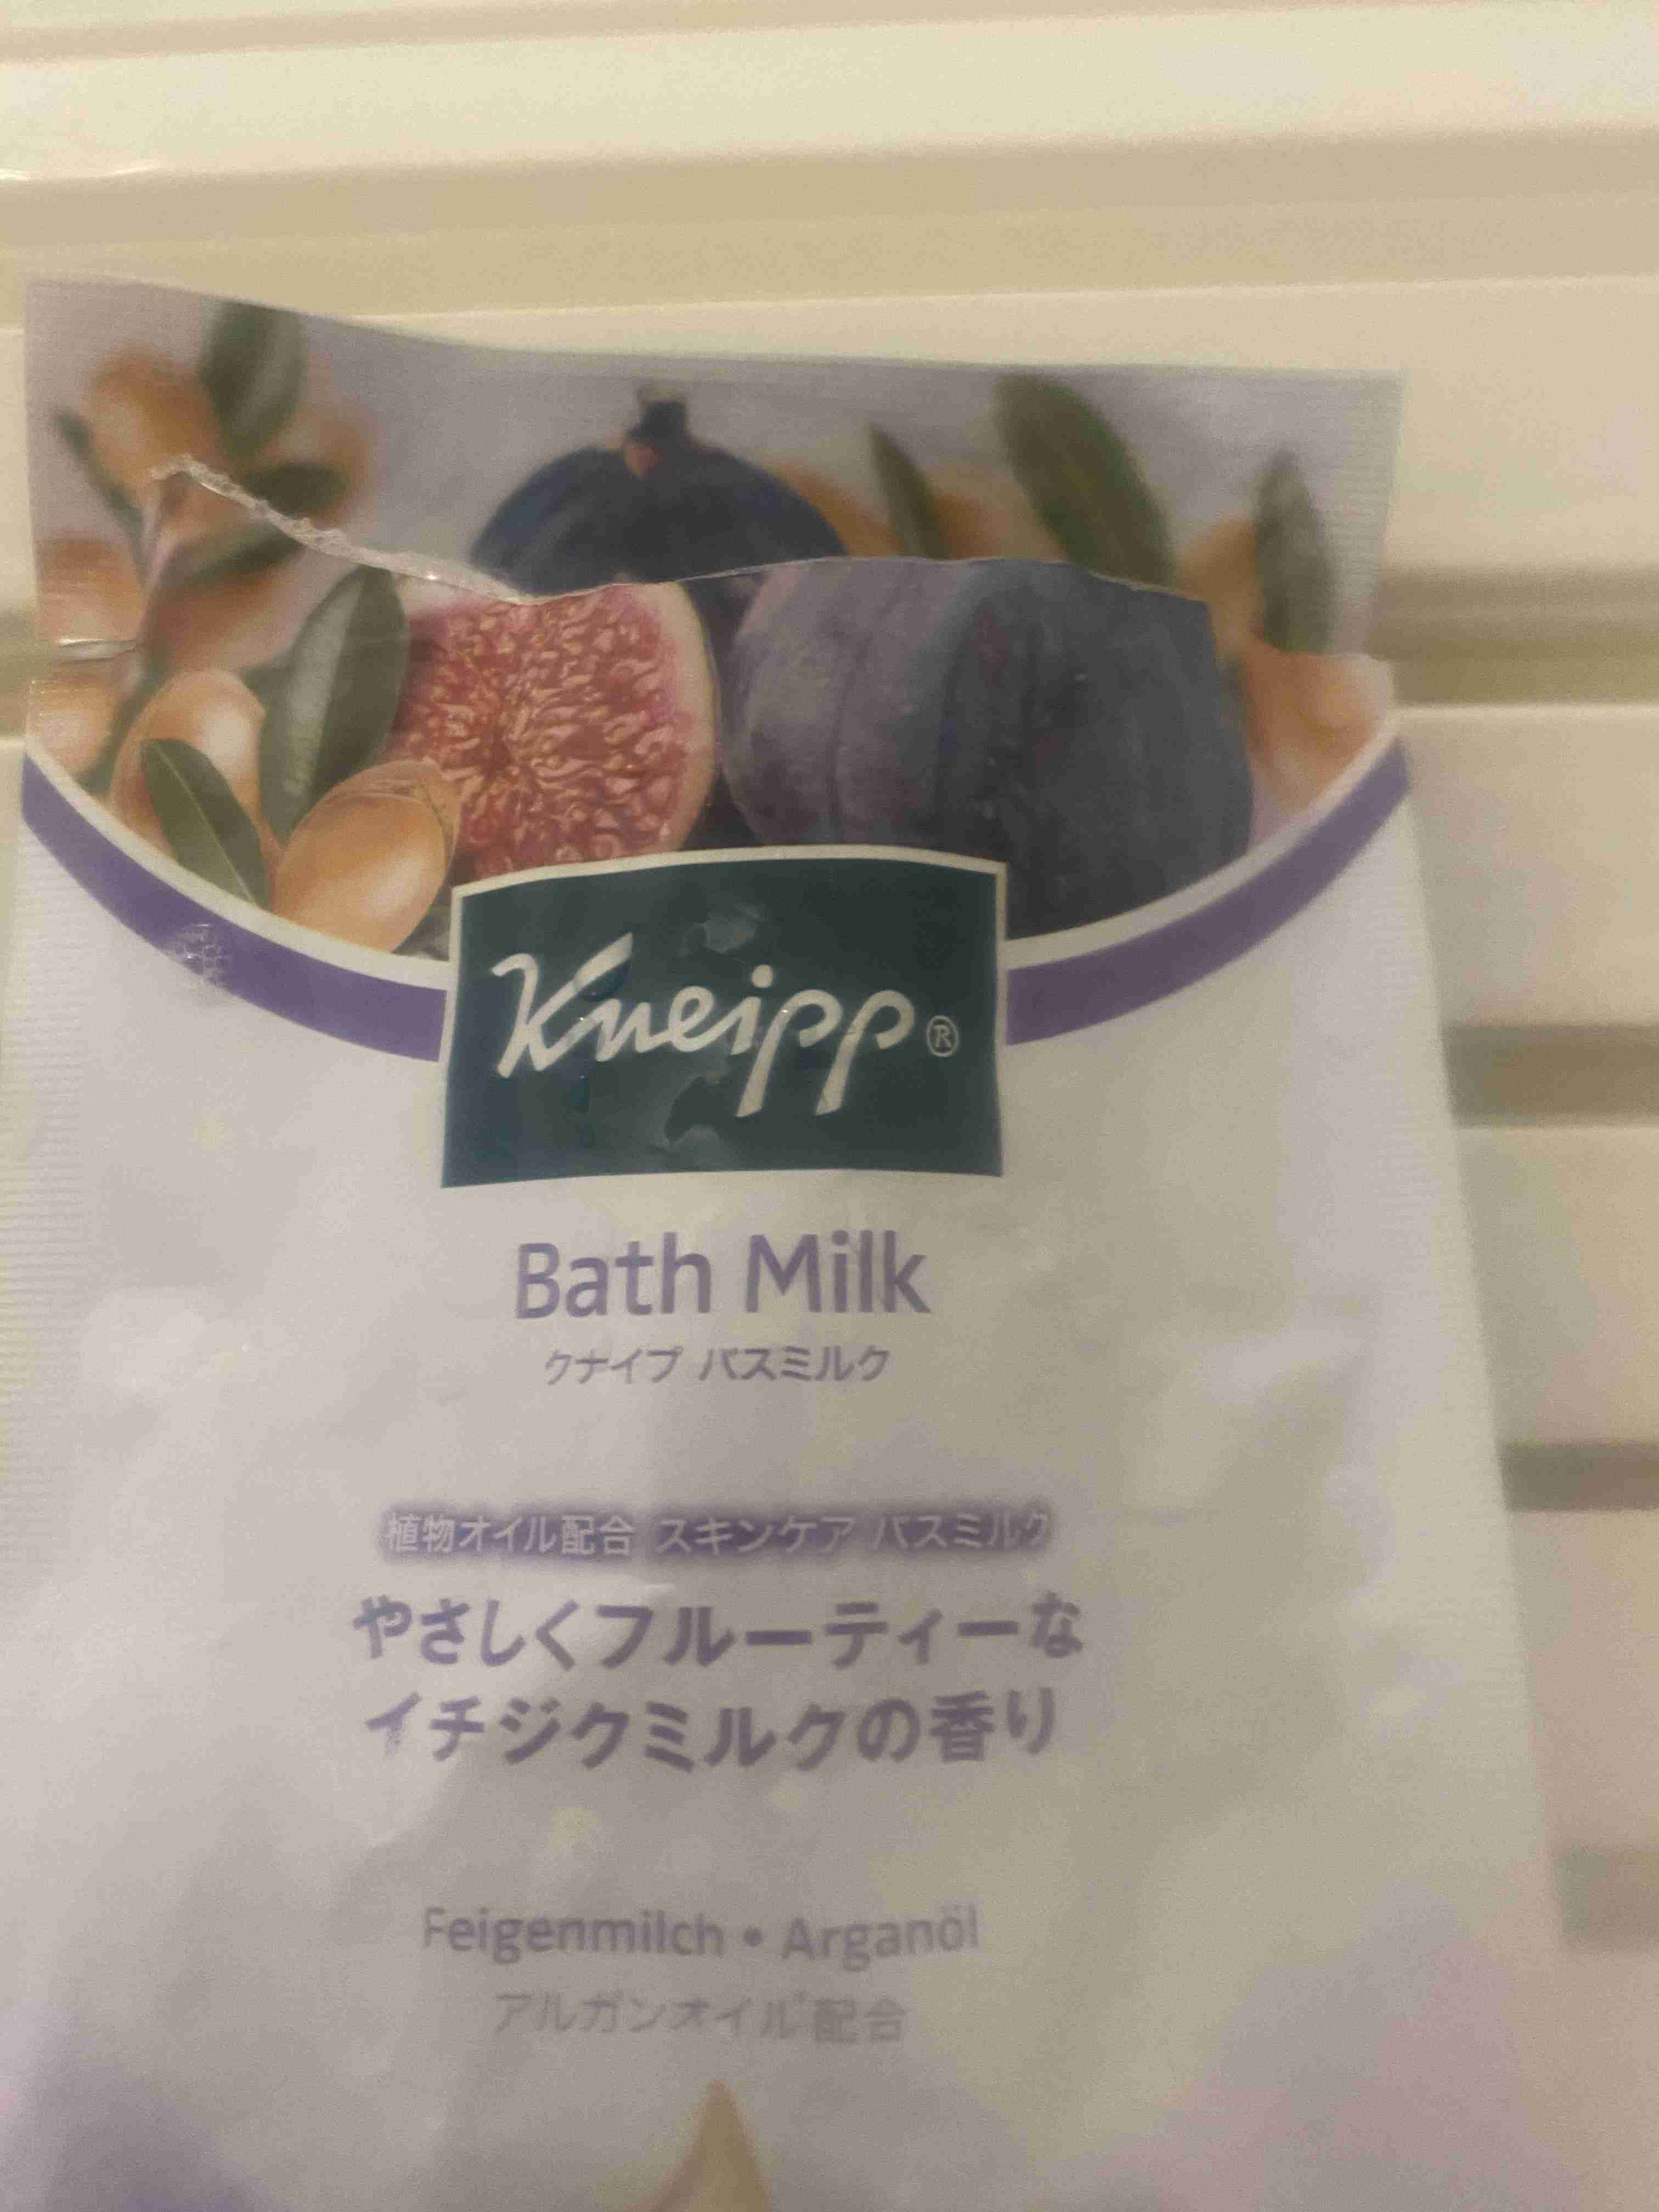 Kneipp®
Bath Milk
クナイプ バスミルク
植物オイル配合 スキンケア バスミルク
やさしくフルーティーな
イチジクミルクの香り
Feigenmilch • Arganöl
アルガンオイル*配合